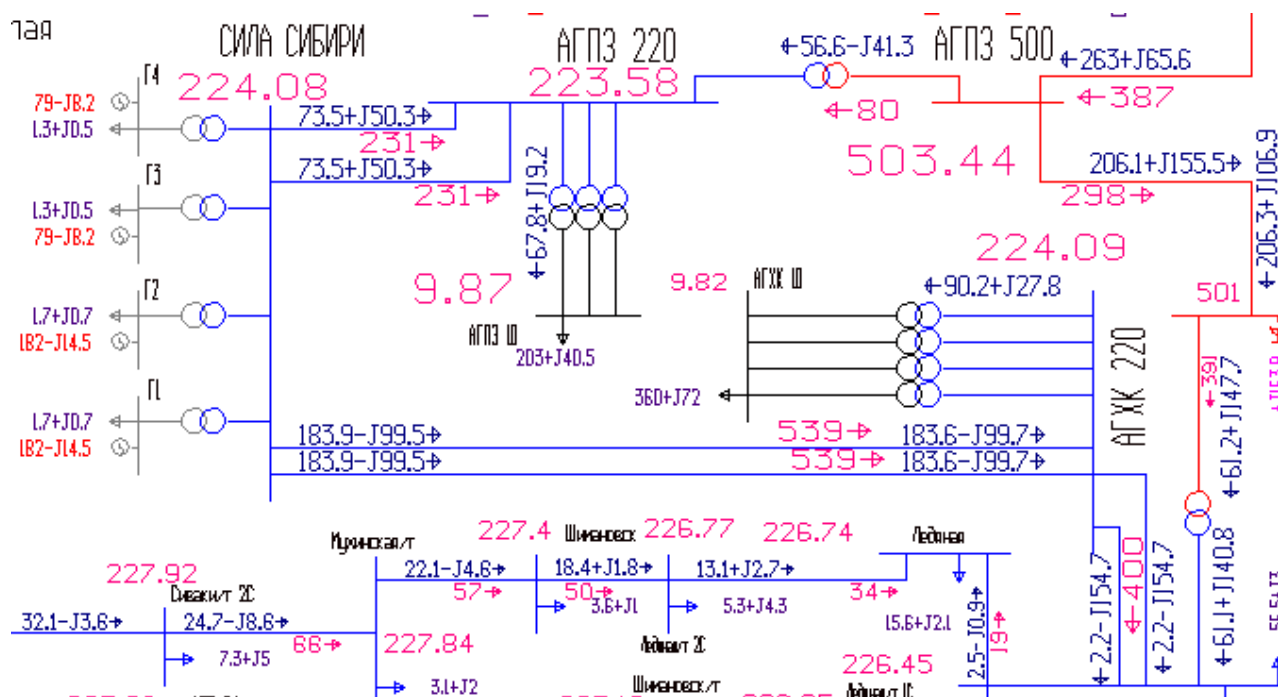 лая
СИЛА СИБИРИ
АГПЗ 220
АГПЗ 500
56.6-J41.3
263+J65.6
Г4
224.08
223.58
387
79-J8.2
1.3+J0.5
73.5+J50.3
231
80
503.44
206.1+J155.5
298
206.3+J106.9
Г3
73.5+J50.3
231
1.3+J0.5
79-J8.2
67.8+J19.2
224.09
Г2
9.87
9.82
АГХК Ш
90.2+J27.8
501
1.7+J0.7
182-J14.5
АГПЗ Ш
203+J40.5
АГХК 220
391
61.2+J147.7
Г1
360+J72
1.7+J0.7
182-J14.5
183.9-J99.5
539
183.6-J99.7
183.9-J99.5
539
183.6-J99.7
Мухинская/т
227.4
Шимановск
226.77
226.74
Ледяная
227.92
22.1-J4.6
18.4+J1.8
13.1+J2.7
Сиваки/т 2С
57
50
3.6+J1
5.3+J4.3
34
15.6+J2.1
2.5-J0.9
19
2.2-J154.7
400
2.2-J154.7
61.1+J140.8
32.1-J3.6
24.7-J8.6
7.3+J5
66
227.84
Ледяная/т 2С
226.45
3.1+J2
Шимановск/т
Ледяная/т 1С